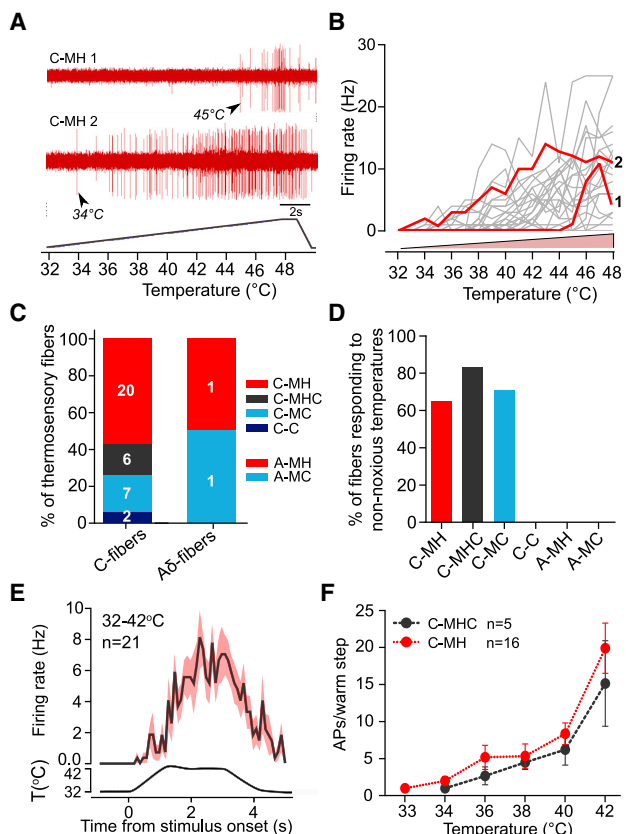 A
C-MH 1
45°C
C-MH 2
34°C
2s
32 34 36 38 40 42 44 46 48
Temperature (°C)
B
Firing rate (Hz)
30
20
10
0
2
1
32 34 36 38 40 42 44 46 48
Temperature (°C)
C
% of thermosensory fibers
100
80
60
40
20
0
20
6
7
2
1
1
C-MH
C-MHC
C-MC
C-C
A-MH
A-MC
C-fibers
Aδ-fibers
D
% of fibers responding to
non-noxious temperatures
100
80
60
40
20
0
C-MH
C-MHC
C-MC
C-C
A-MH
A-MC
E
32-42°C
n=21
Firing rate (Hz)
10
8
6
4
2
0.0
T(°C)
42
32
0 2 4
Time from stimulus onset (s)
F
C-MHC n=5
C-MH n=16
APs/warm step
25
20
15
10
5
0
33 34 36 38 40 42
Temperature (°C)